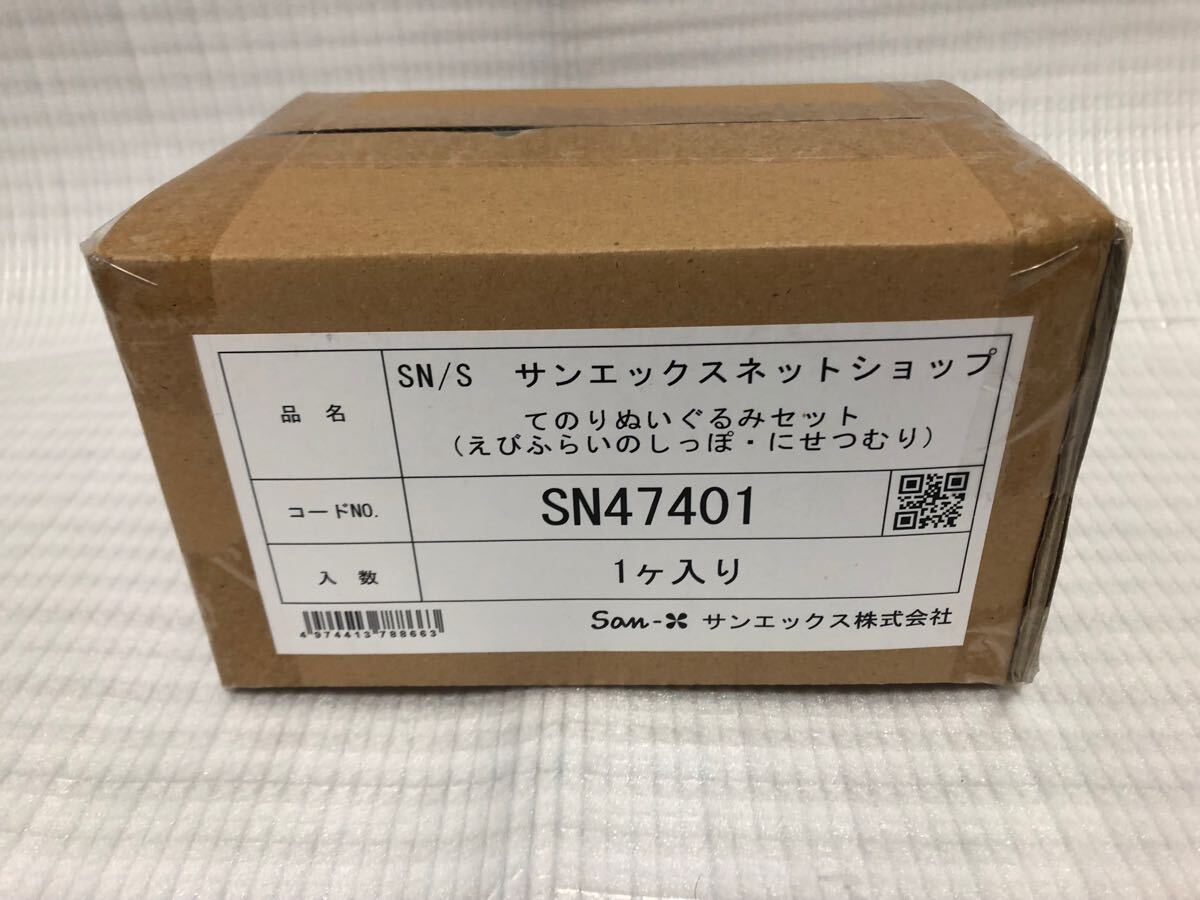 品 名
SN/S サンエックスネットショップ
てのりぬいぐるみセット
(えびふらいのしっぽ・にせつむり)
コードNO.
SN47401
入 数
1ヶ入り
4974413788663
San-X サンエックス株式会社